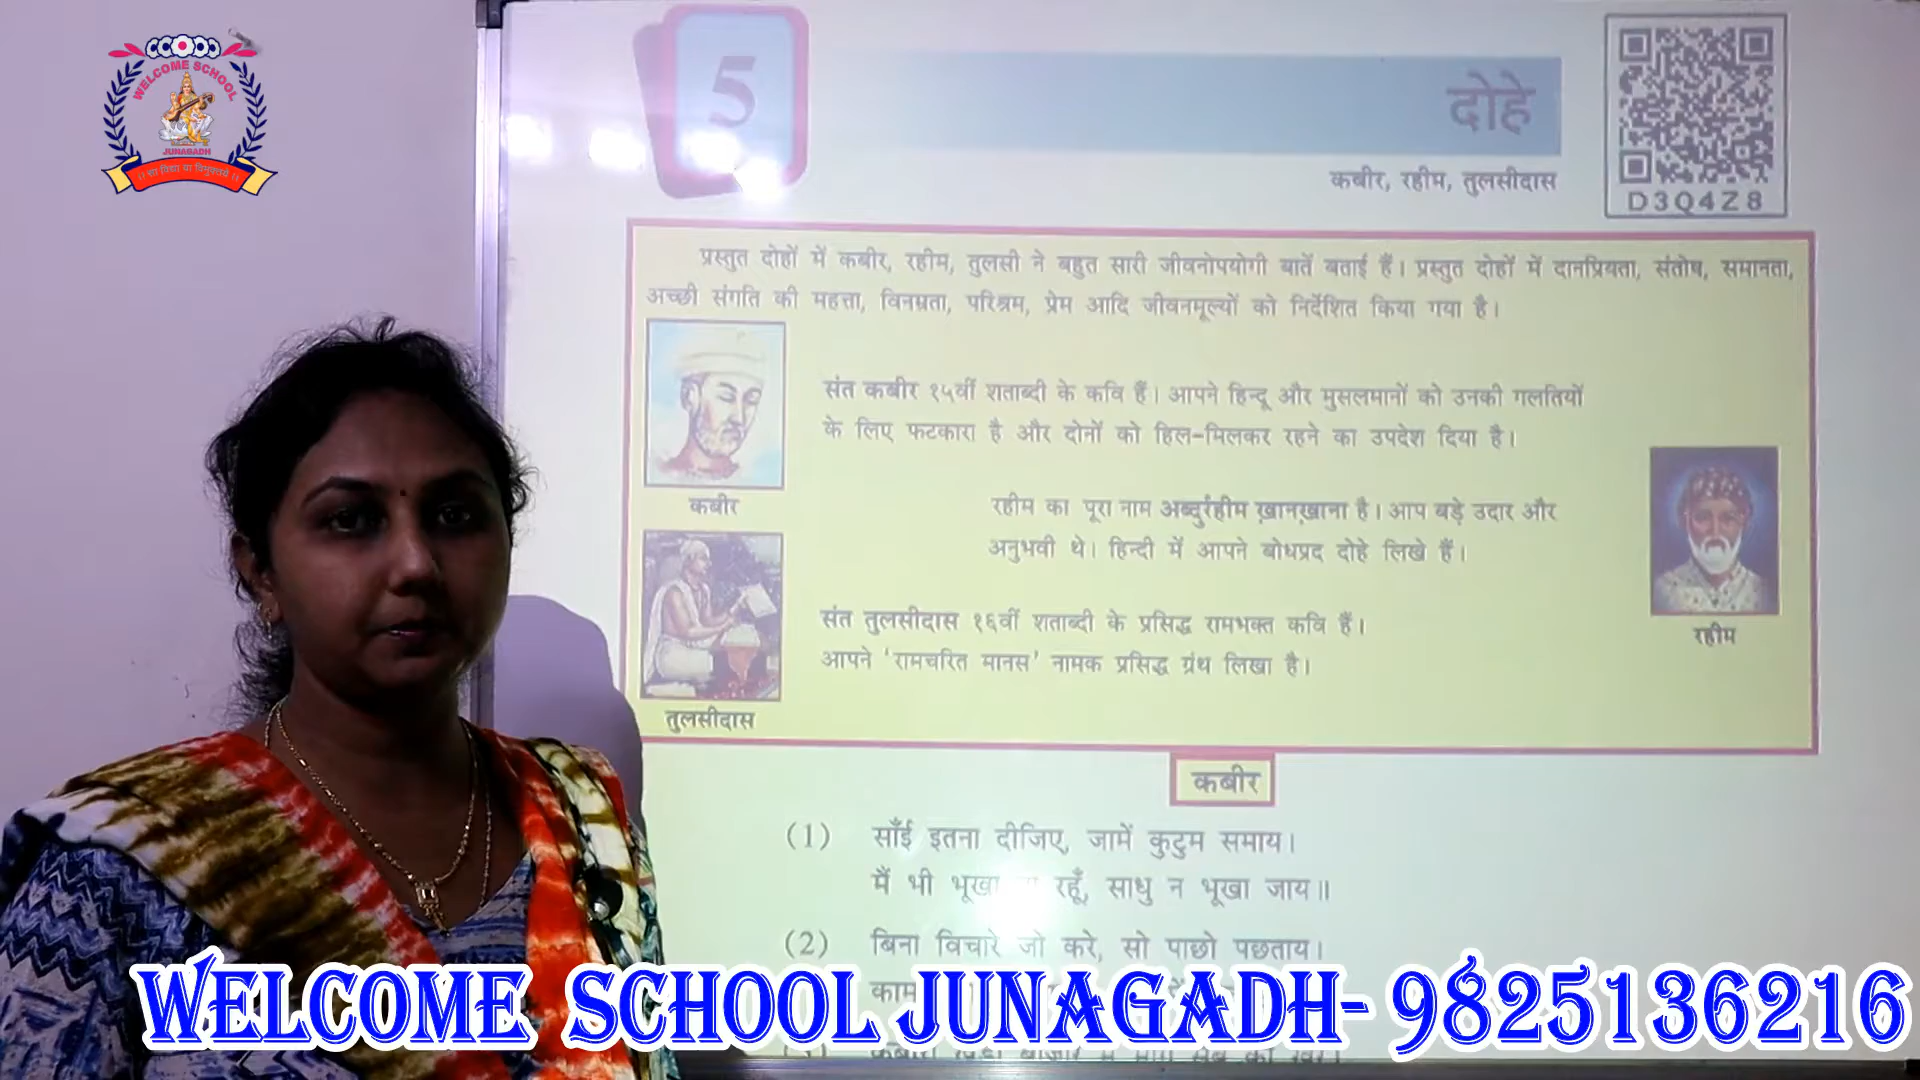 WELCOME SCHOOL
JUNAGADH
।। सा विद्या या विमुक्तये ।।
5
दोहे
कबीर, रहीम, तुलसीदास
D3Q4Z8
प्रस्तुत दोहों में कबीर, रहीम, तुलसी ने बहुत सारी जीवनोपयोगी बातें बताई हैं। प्रस्तुत दोहों में दानप्रियता, संतोष, समानता,
अच्छी संगति की महत्ता, विनम्रता, परिश्रम, प्रेम आदि जीवनमूल्यों को निर्देशित किया गया है।
संत कबीर १५वीं शताब्दी के कवि हैं। आपने हिन्दू और मुसलमानों को उनकी गलतियों
के लिए फटकारा है और दोनों को हिल-मिलकर रहने का उपदेश दिया है।
कबीर
रहीम का पूरा नाम अब्दुर्रहीम ख़ानख़ाना है। आप बड़े उदार और
अनुभवी थे। हिन्दी में आपने बोधप्रद दोहे लिखे हैं।
रहीम
संत तुलसीदास १६वीं शताब्दी के प्रसिद्ध रामभक्त कवि हैं।
आपने ‘रामचरित मानस’ नामक प्रसिद्ध ग्रंथ लिखा है।
तुलसीदास
कबीर
(1) साँई इतना दीजिए, जामें कुटुम समाय।
मैं भी भूखा रहूँ, साधु न भूखा जाय॥
(2) बिना विचारे जो करे, सो पाछो पछताय।
काम
WELCOME SCHOOL JUNAGADH- 9825136216